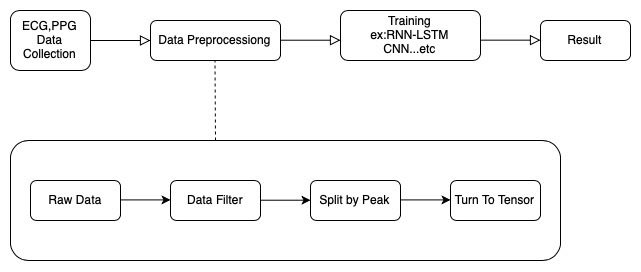 ECG,PPG
Data
Collection
Data Preprocessiong
Training
ex:RNN-LSTM
CNN...etc
Result
Raw Data
Data Filter
Split by Peak
Turn To Tensor